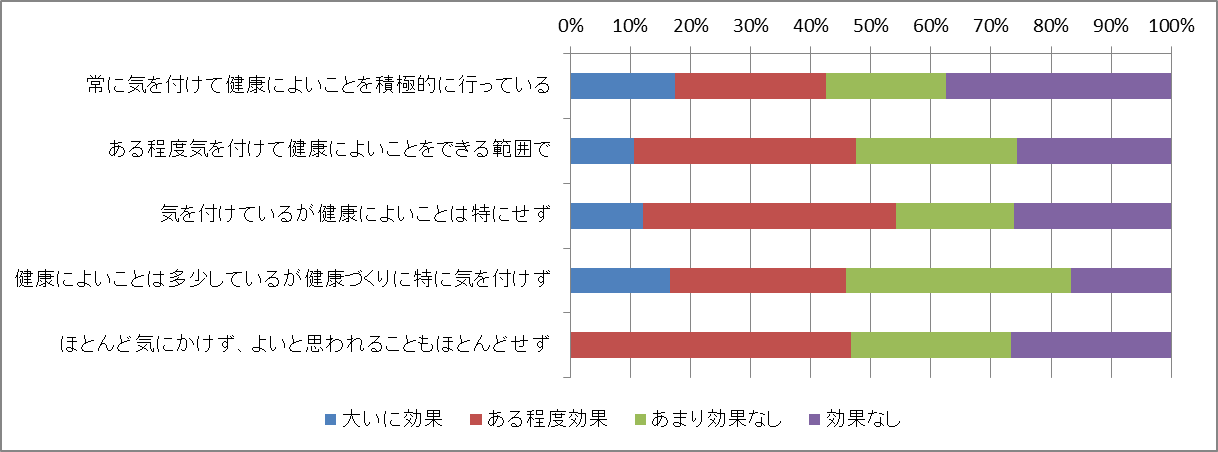 0% 10% 20% 30% 40% 50% 60% 70% 80% 90% 100%
常に気を付けて健康によいことを積極的に行っている
ある程度気を付けて健康によいことをできる範囲で
気を付けているが健康によいことは特にせず
健康によいことは多少しているが健康づくりに特に気を付けず
ほとんど気にかけず、よいと思われることもほとんどせず
大いに効果 ある程度効果 あまり効果なし 効果なし